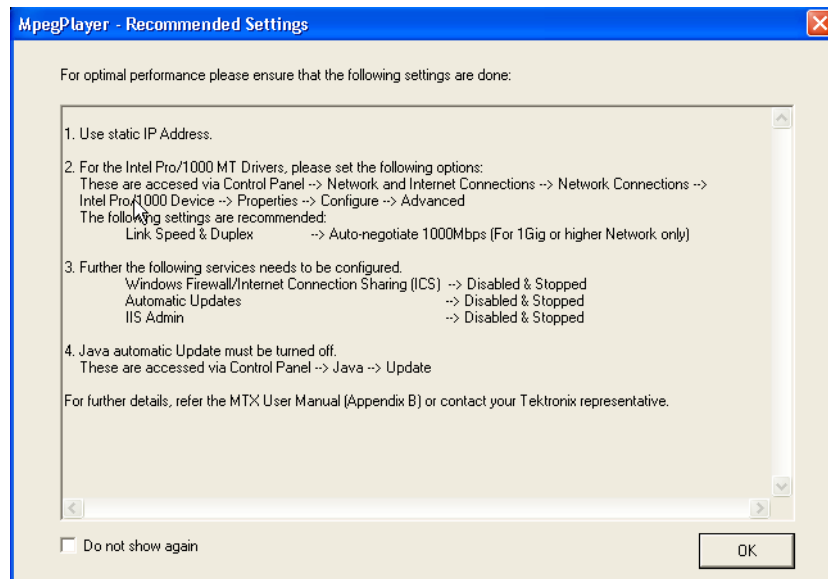 MpegPlayer - Recommended Settings
For optimal performance please ensure that the following settings are done:
1. Use static IP Address.
2. For the Intel Pro/1000 MT Drivers, please set the following options:
These are accesed via Control Panel --> Network and Internet Connections --> Network Connections -->
Intel Pro/1000 Device --> Properties --> Configure --> Advanced
The following settings are recommended:
Link Speed & Duplex --> Auto-negotiate 1000Mbps (For 1Gig or higher Network only)
3. Further the following services needs to be configured.
Windows Firewall/Internet Connection Sharing (ICS) --> Disabled & Stopped
Automatic Updates --> Disabled & Stopped
IIS Admin --> Disabled & Stopped
4. Java automatic Update must be turned off.
These are accessed via Control Panel --> Java --> Update
For further details, refer the MTX User Manual (Appendix B) or contact your Tektronix representative.
Do not show again
OK